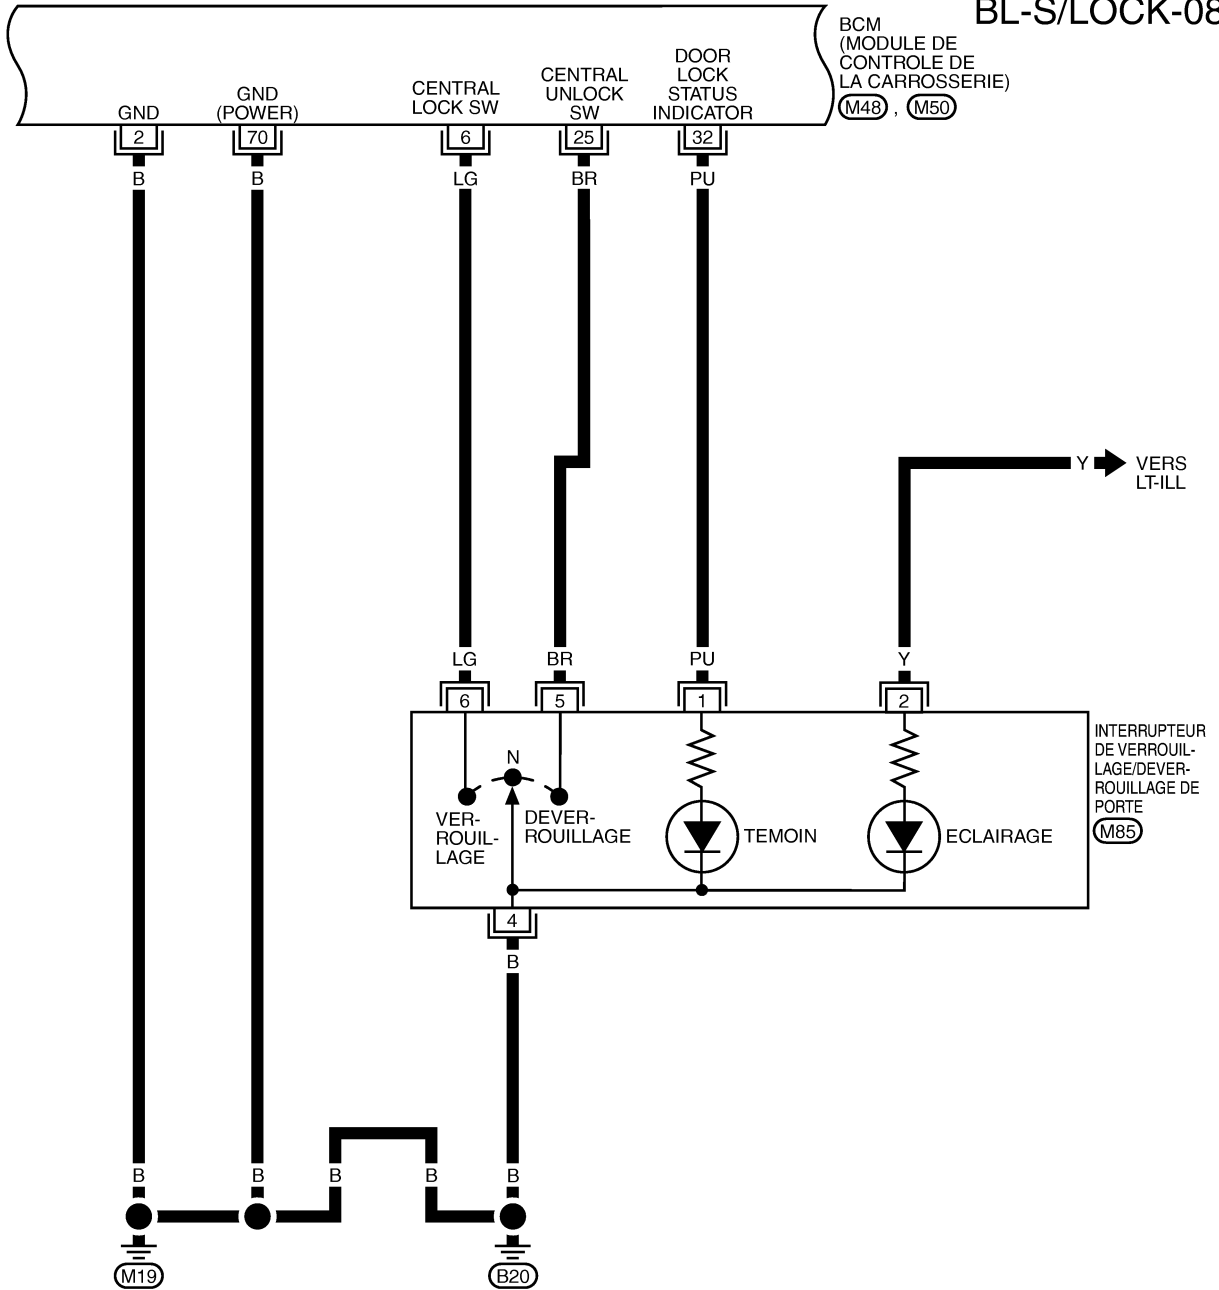 BL-S/LOCK-08
BCM
(MODULE DE
CONTROLE DE
LA CARROSSERIE)
M48 , M50
GND
GND
(POWER)
CENTRAL
LOCK SW
CENTRAL
UNLOCK
SW
DOOR
LOCK
STATUS
INDICATOR
2
70
6
25
32
B
B
LG
BR
PU
Y
VERS
LT-ILL
LG
BR
PU
Y
6
5
1
2
INTERRUPTEUR
DE VERROUIL-
LAGE/DEVER-
ROUILLAGE DE
PORTE
M85
N
VER-
ROUIL-
LAGE
DEVER-
ROUILLAGE
TEMOIN
ECLAIRAGE
4
B
B
B
B
B
B
M19
B20